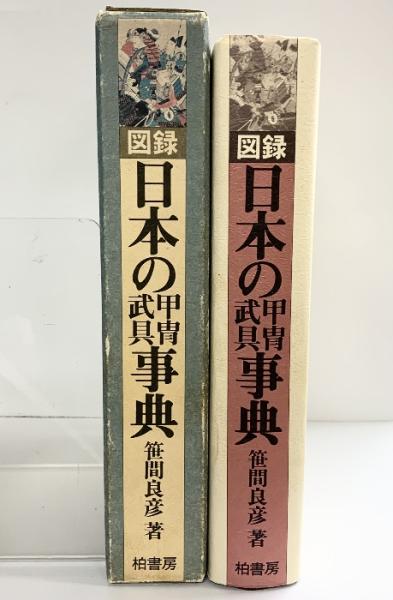 図録
日本の甲冑武具事典
笹間良彦 著
柏書房
図録
日本の甲冑武具事典
笹間良彦 著
柏書房